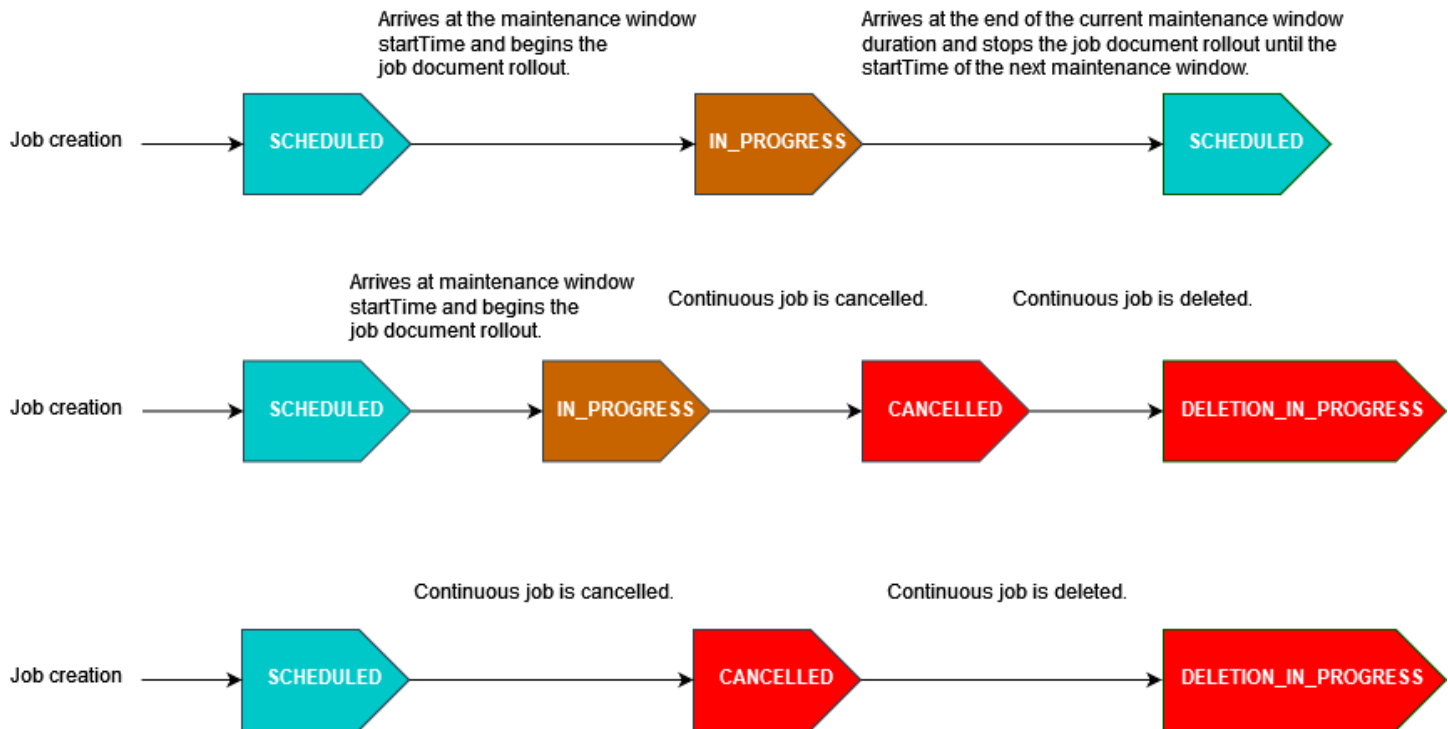 Arrives at the maintenance window
startTime and begins the
job document rollout.
Arrives at the end of the current maintenance window
duration and stops the job document rollout until the
startTime of the next maintenance window.
Job creation
SCHEDULED
IN_PROGRESS
SCHEDULED
Arrives at maintenance window
startTime and begins the
job document rollout.
Continuous job is cancelled.
Continuous job is deleted.
Job creation
SCHEDULED
IN_PROGRESS
CANCELLED
DELETION_IN_PROGRESS
Continuous job is cancelled.
Continuous job is deleted.
Job creation
SCHEDULED
CANCELLED
DELETION_IN_PROGRESS